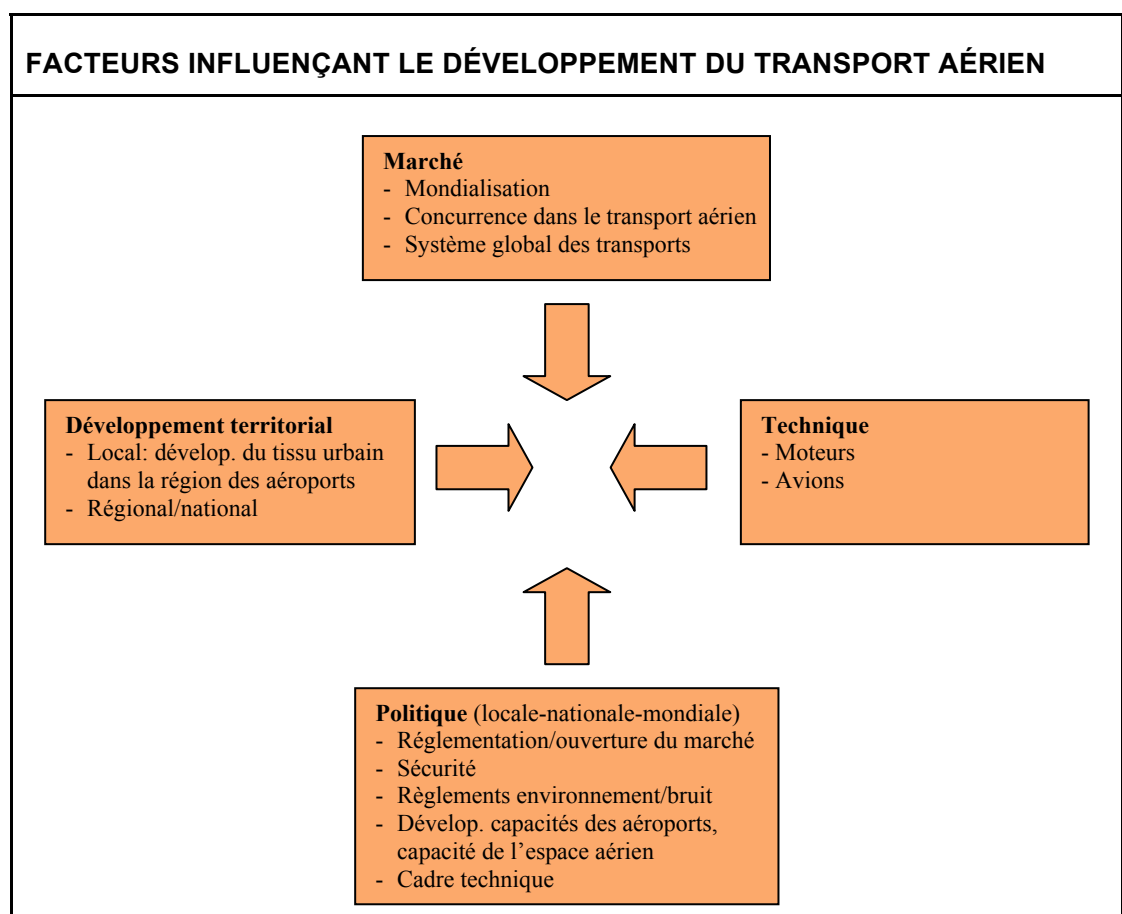 FACTEURS INFLUENÇANT LE DÉVELOPPEMENT DU TRANSPORT AÉRIEN
Marché
- Mondialisation
- Concurrence dans le transport aérien
- Système global des transports
Développement territorial
- Local: dévelop. du tissu urbain
dans la région des aéroports
- Régional/national
Technique
- Moteurs
- Avions
Politique (locale-nationale-mondiale)
- Réglementation/ouverture du marché
- Sécurité
- Règlements environnement/bruit
- Dévelop. capacités des aéroports,
capacité de l’espace aérien
- Cadre technique